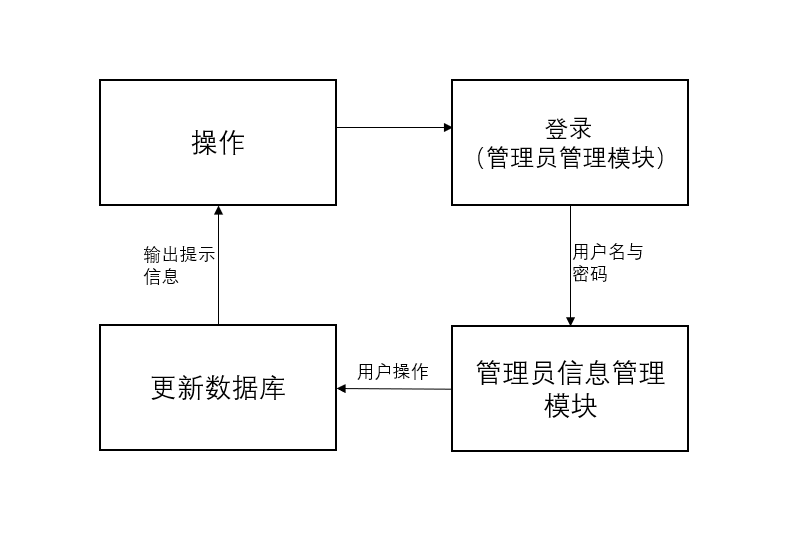 操作
登录
（管理员管理模块）
输出提示
信息
用户名与
密码
更新数据库
用户操作
管理员信息管理
模块